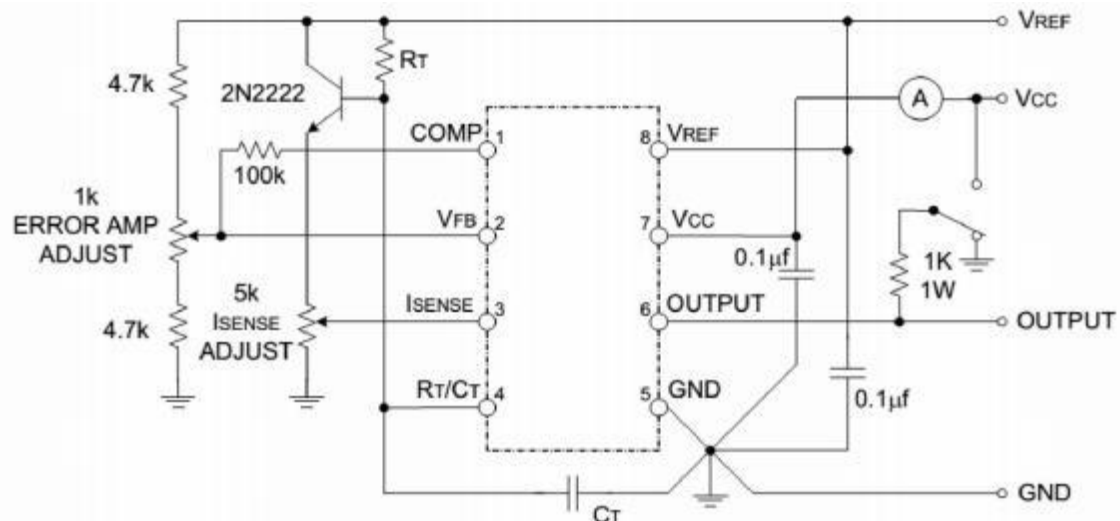 VREF
RT
4.7k
2N2222
A
VCC
COMP
1
8
VREF
100k
1k
ERROR AMP
ADJUST
VFB
2
7
VCC
0.1μf
1K
1W
5k
ISENSE
ADJUST
4.7k
ISENSE
3
6
OUTPUT
OUTPUT
RT/CT
4
5
GND
0.1μf
CT
GND